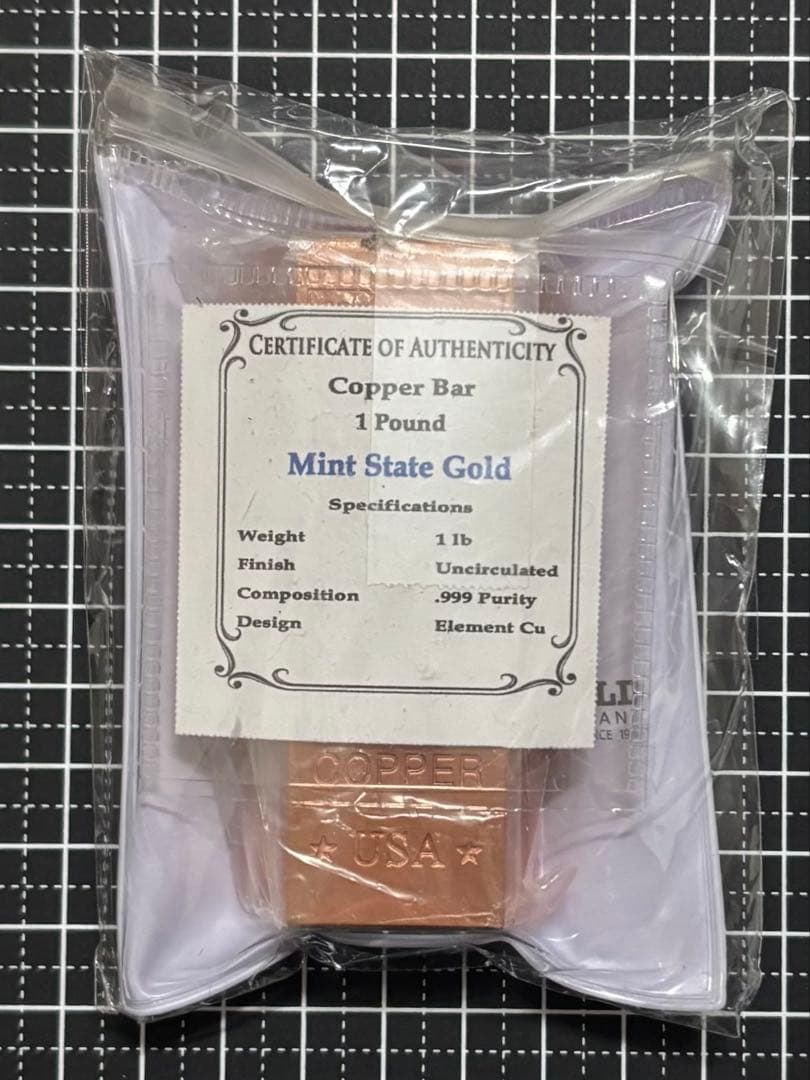 CERTIFICATE OF AUTHENTICITY
Copper Bar
1 Pound
Mint State Gold
Specifications
Weight 1 lb
Finish Uncirculated
Composition .999 Purity
Design Element Cu
COPPER
★ USA ★